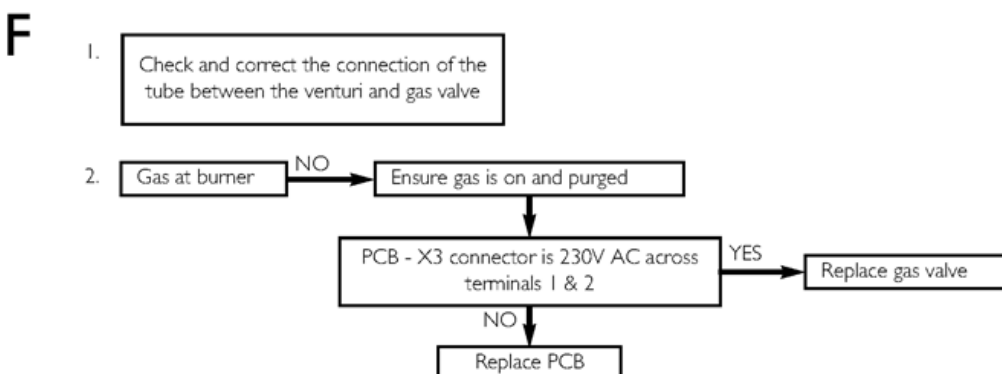 F
1.
Check and correct the connection of the
tube between the venturi and gas valve
2.
Gas at burner
NO
Ensure gas is on and purged
PCB - X3 connector is 230V AC across
terminals 1 & 2
YES
Replace gas valve
NO
Replace PCB